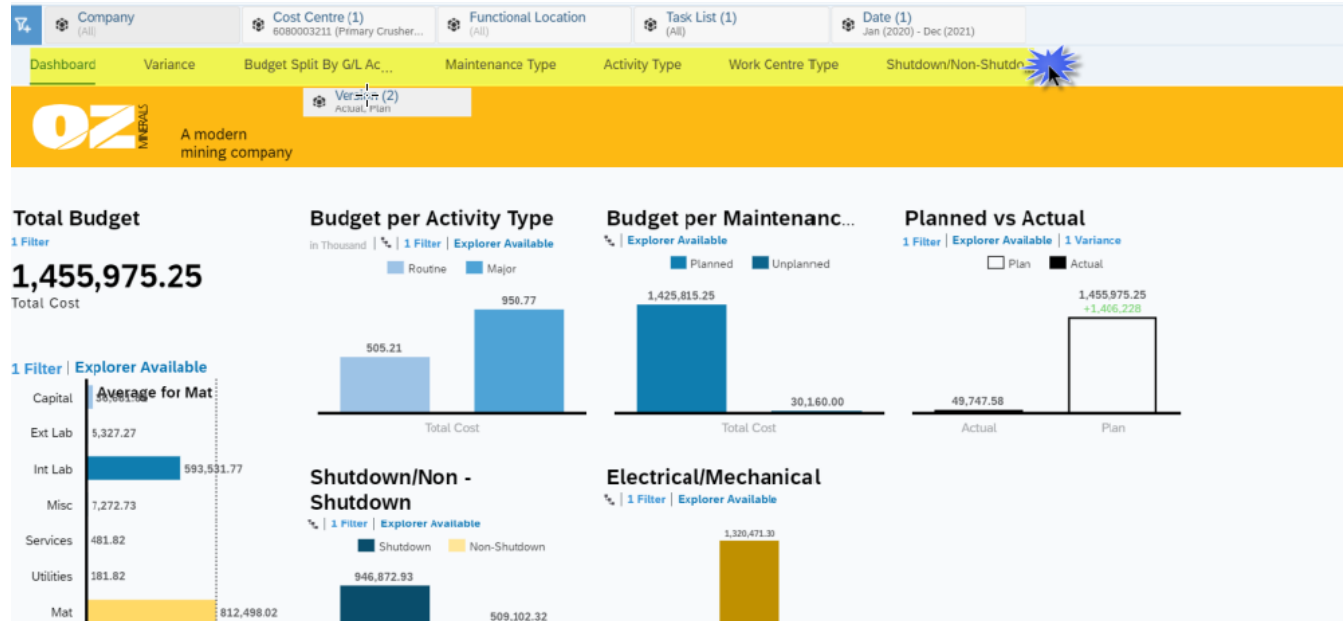 Company
(All)
Cost Centre (1)
6080003211 (Primary Crusher...
Functional Location
(All)
Task List (1)
(All)
Date (1)
Jan (2020) - Dec (2021)
Dashboard
Variance
Budget Split By G/L Ac...
Maintenance Type
Activity Type
Work Centre Type
Shutdown/Non-Shutdo
Version (2)
Actual, Plan
OZ
MINERALS
A modern
mining company
Total Budget
1 Filter
1,455,975.25
Total Cost
Budget per Activity Type
in Thousand | 1 Filter | Explorer Available
Routine Major
505.21
950.77
Total Cost
Budget per Maintenanc...
Explorer Available
Planned Unplanned
1,425,815.25
30,160.00
Total Cost
Planned vs Actual
1 Filter | Explorer Available | 1 Variance
Plan Actual
1,455,975.25
+1,406,228
49,747.58
Actual Plan
1 Filter | Explorer Available
Average for Mat
Capital
Ext Lab 5,327.27
Int Lab 593,531.77
Misc 7,272.73
Services 481.82
Utilities 181.82
Mat 812,498.02
Shutdown/Non -
Shutdown
1 Filter | Explorer Available
Shutdown Non-Shutdown
946,872.93
509,102.32
Electrical/Mechanical
1 Filter | Explorer Available
1,320,471.30